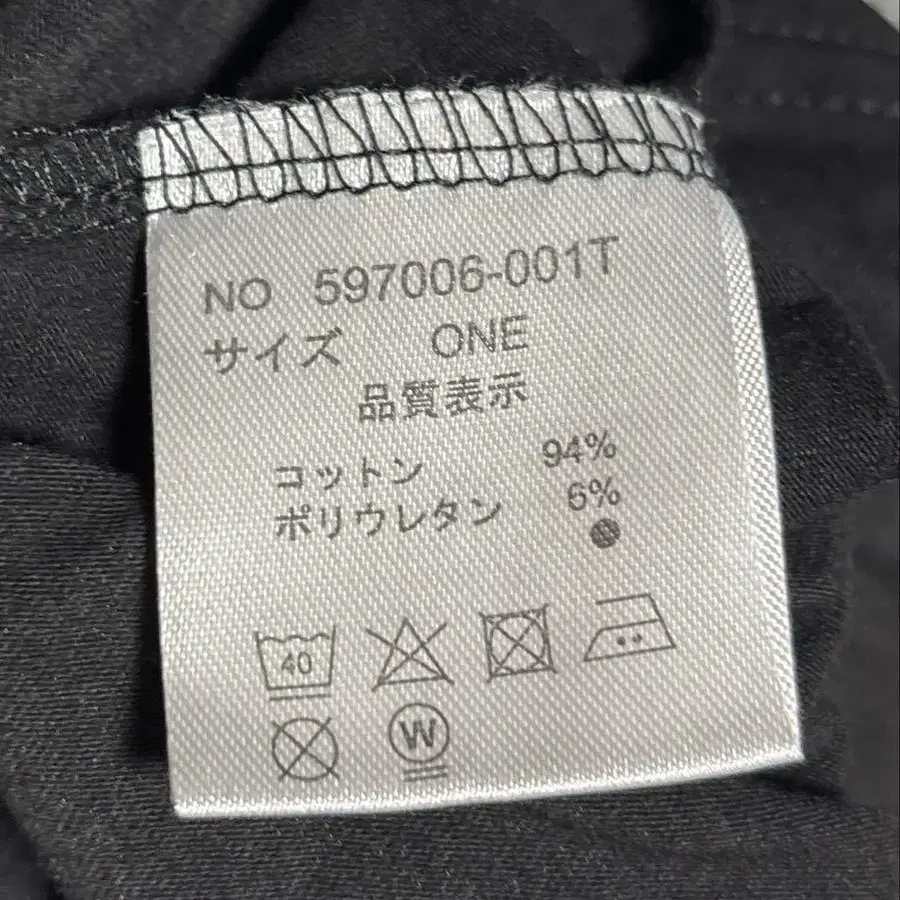 NO 597006-001T
サイズ ONE
品質表示
コットン 94%
ポリウレタン 6%
40
W